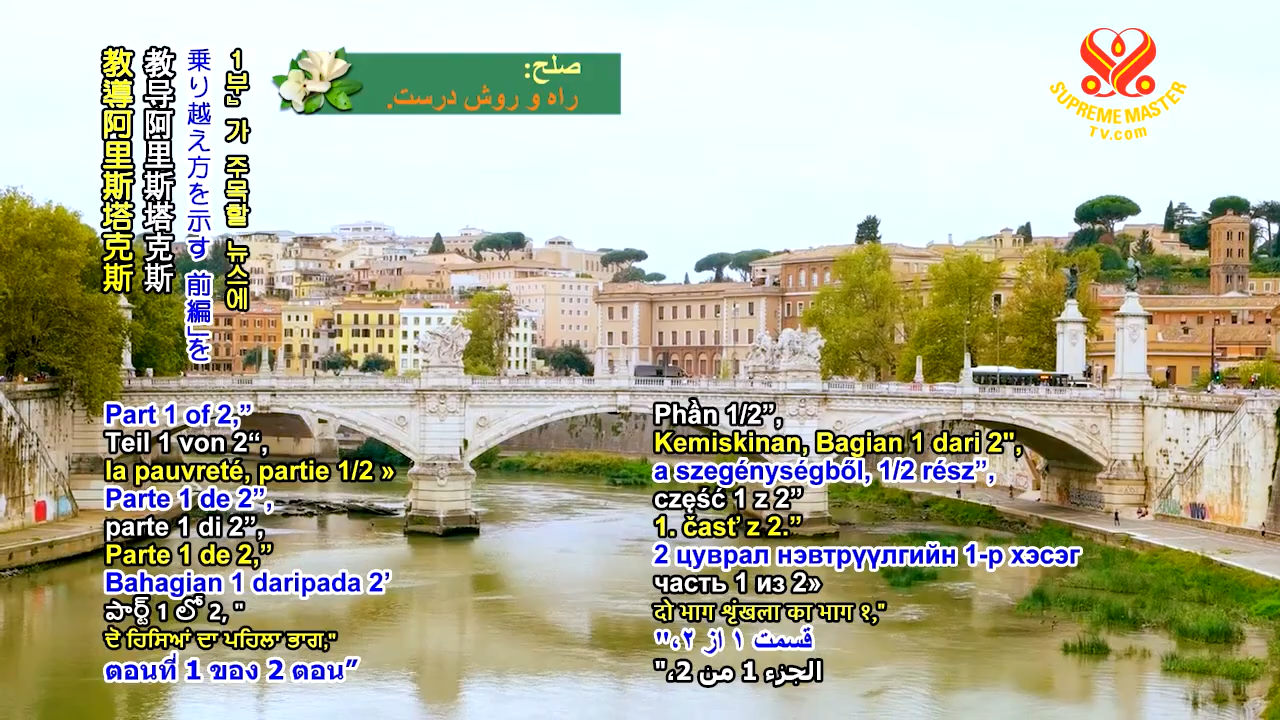 教導阿里斯塔克斯
教导阿里斯塔克斯
乗り越え方を示す 前編」を
1부』가 주목할 뉴스에
صلح:
راه و روش درست.
SUPREME MASTER
TV.com
Part 1 of 2,”
Teil 1 von 2“,
la pauvreté, partie 1/2 »
Parte 1 de 2”,
parte 1 di 2”,
Parte 1 de 2,”
Bahagian 1 daripada 2’
పార్ట్ 1 లో 2, "
ਦੋ ਹਿਸਿਆਂ ਦਾ ਪਹਿਲਾ ਭਾਗ,"
ตอนที่ 1 ของ 2 ตอน”
Phần 1/2”,
Kemiskinan, Bagian 1 dari 2",
a szegénységből, 1/2 rész”,
część 1 z 2”
1. časť z 2.”
2 цуврал нэвтрүүлгийн 1-р хэсэг
часть 1 из 2»
दो भाग शृंखला का भाग १,"
قسمت ۱ از ۲،"
الجزء 1 من 2،"